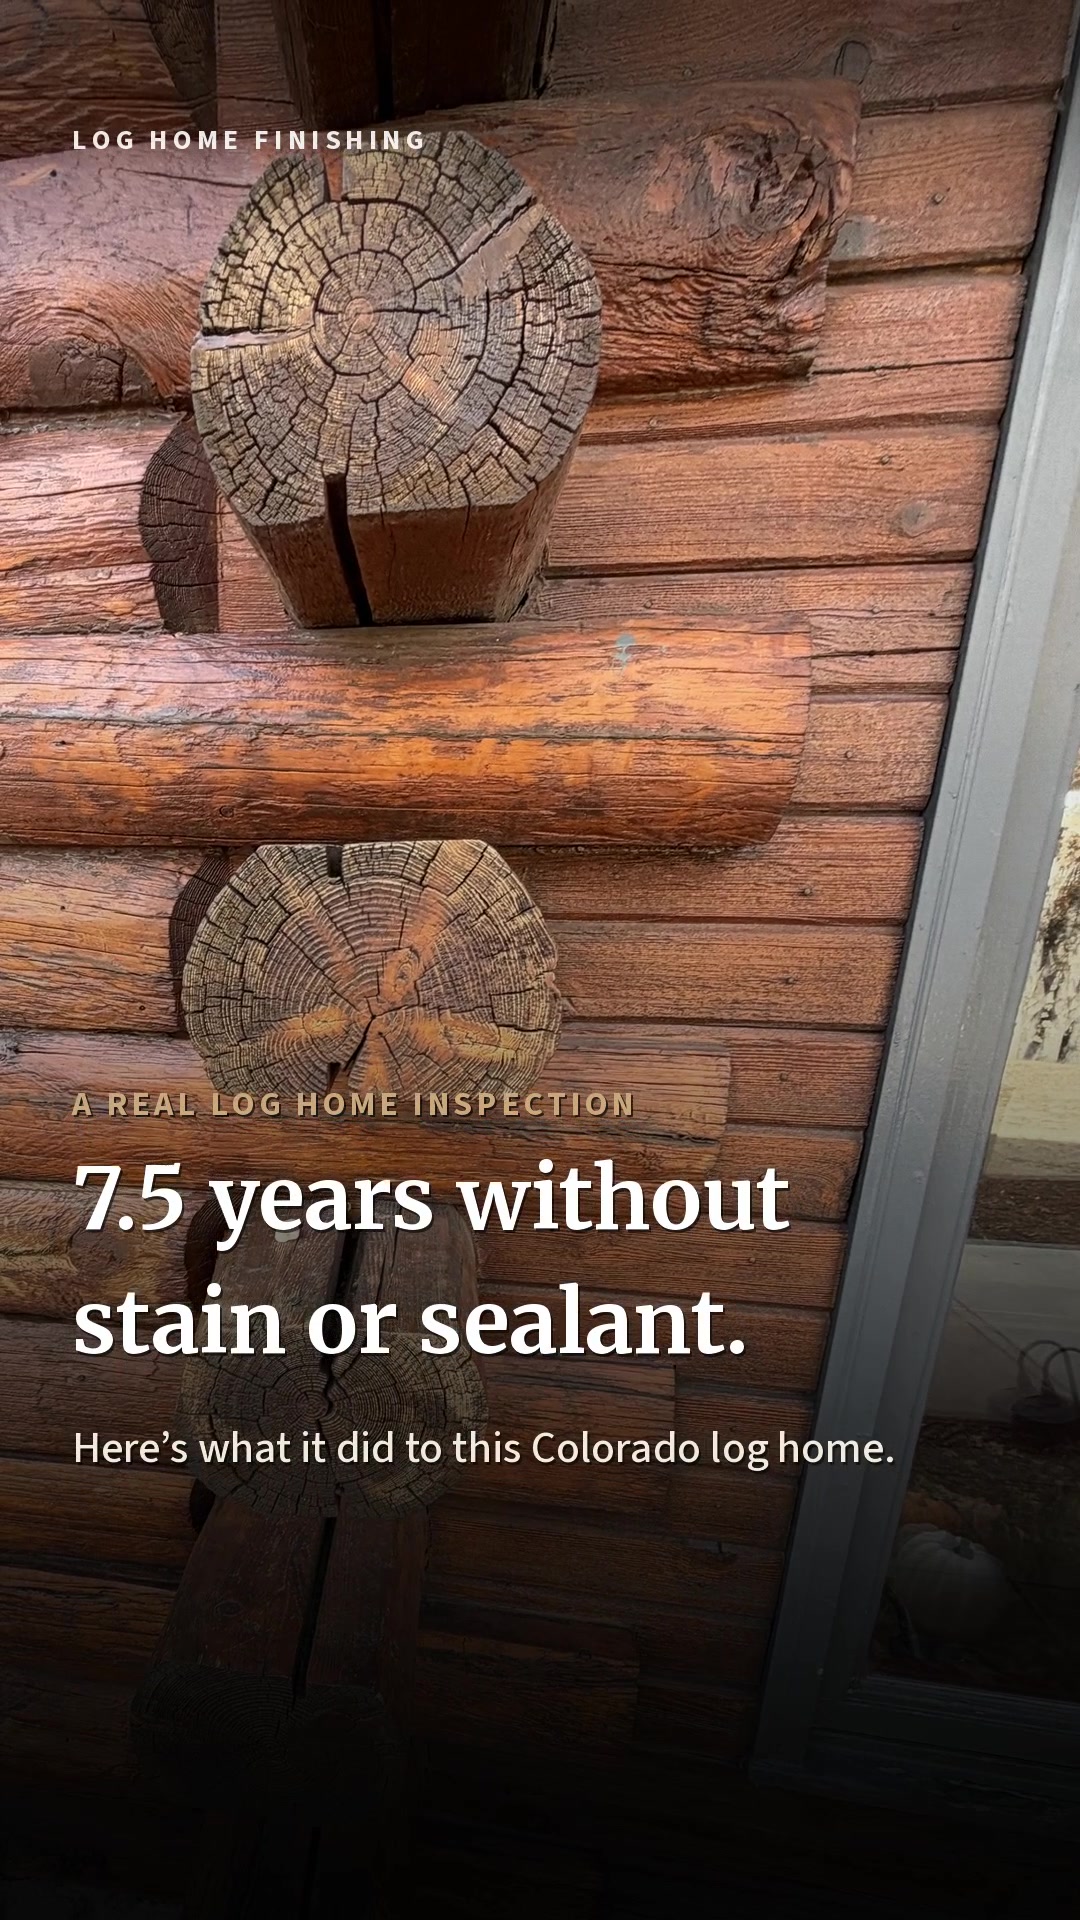 LOG HOME FINISHING
A REAL LOG HOME INSPECTION
7.5 years without
stain or sealant.
Here’s what it did to this Colorado log home.